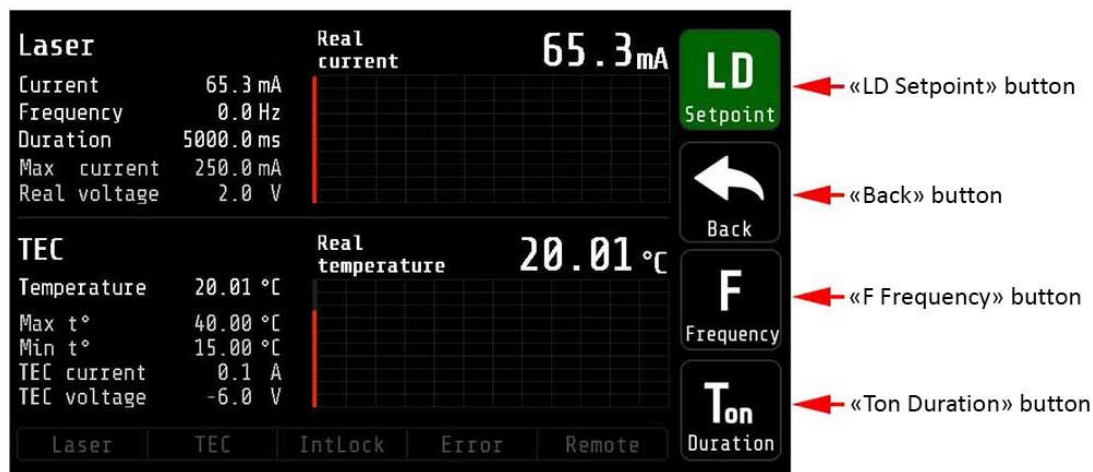 Laser
Current 65.3 mA
Frequency 0.0 Hz
Duration 5000.0 ms
Max current 250.0 mA
Real voltage 2.0 V
Real
current
65.3 mA
TEC
Temperature 20.01 °C
Max t° 40.00 °C
Min t° 15.00 °C
TEC current 0.1 A
TEC voltage -6.0 V
Real
temperature
20.01 °C
Laser TEC IntLock Error Remote
LD
Setpoint
Back
F
Frequency
Ton
Duration
«LD Setpoint» button
«Back» button
«F Frequency» button
«Ton Duration» button